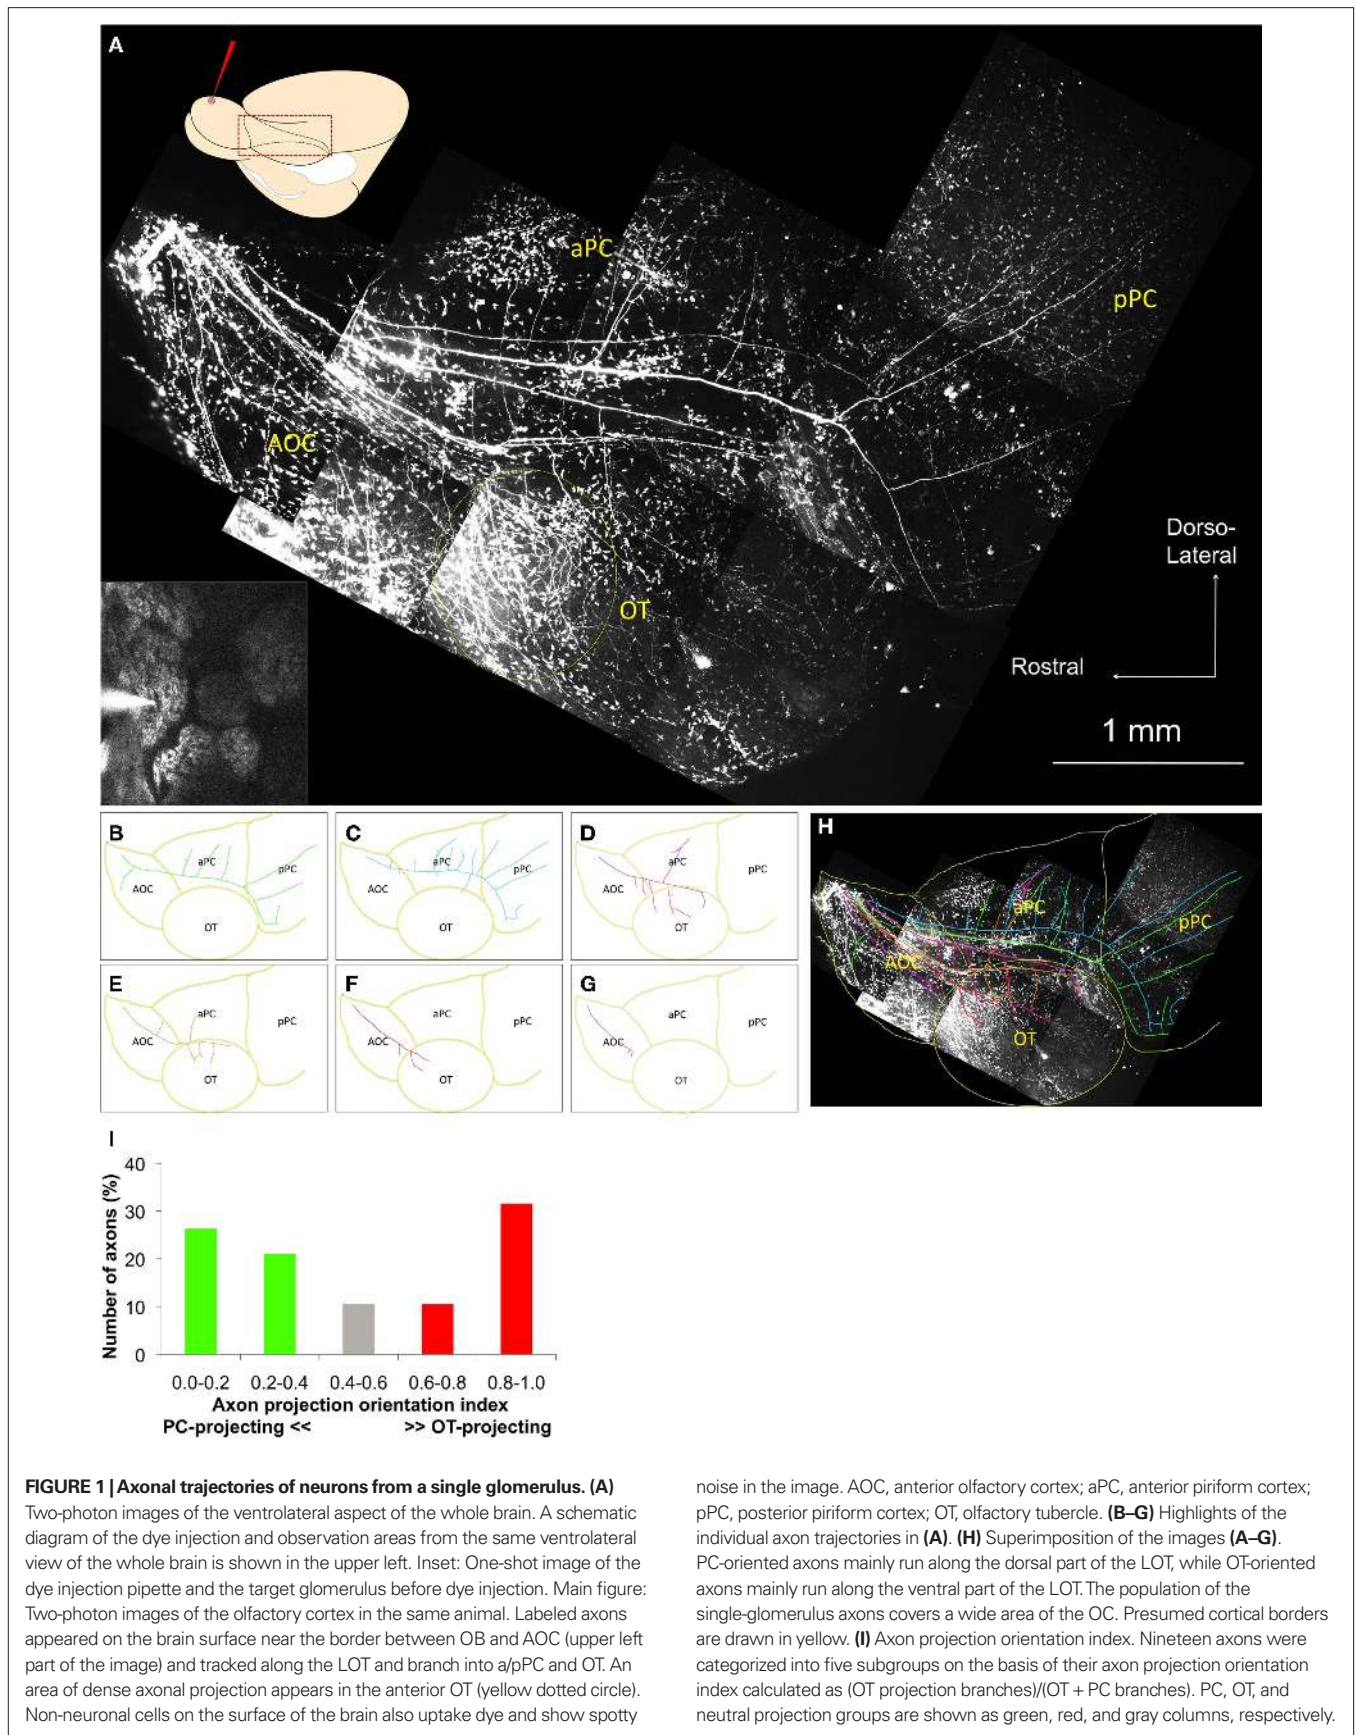 A
aPC
pPC
AOC
OT
Dorso-
Lateral
Rostral
1 mm
B
aPC
AOC
pPC
OT
C
aPC
AOC
pPC
OT
D
aPC
AOC
pPC
OT
E
aPC
AOC
pPC
OT
F
aPC
AOC
pPC
OT
G
aPC
AOC
pPC
OT
H
aPC
pPC
AOC
OT
I
Number of axons (%)
40
30
20
10
0
0.0-0.2 0.2-0.4 0.4-0.6 0.6-0.8 0.8-1.0
Axon projection orientation index
PC-projecting << >> OT-projecting
FIGURE 1 | Axonal trajectories of neurons from a single glomerulus. (A)
Two-photon images of the ventrolateral aspect of the whole brain. A schematic
diagram of the dye injection and observation areas from the same ventrolateral
view of the whole brain is shown in the upper left. Inset: One-shot image of the
dye injection pipette and the target glomerulus before dye injection. Main figure:
Two-photon images of the olfactory cortex in the same animal. Labeled axons
appeared on the brain surface near the border between OB and AOC (upper left
part of the image) and tracked along the LOT and branch into a/pPC and OT. An
area of dense axonal projection appears in the anterior OT (yellow dotted circle).
Non-neuronal cells on the surface of the brain also uptake dye and show spotty
noise in the image. AOC, anterior olfactory cortex; aPC, anterior piriform cortex;
pPC, posterior piriform cortex; OT, olfactory tubercle. (B–G) Highlights of the
individual axon trajectories in (A). (H) Superimposition of the images (A–G).
PC-oriented axons mainly run along the dorsal part of the LOT, while OT-oriented
axons mainly run along the ventral part of the LOT. The population of the
single-glomerulus axons covers a wide area of the OC. Presumed cortical borders
are drawn in yellow. (I) Axon projection orientation index. Nineteen axons were
categorized into five subgroups on the basis of their axon projection orientation
index calculated as (OT projection branches)/(OT + PC branches). PC, OT, and
neutral projection groups are shown as green, red, and gray columns, respectively.